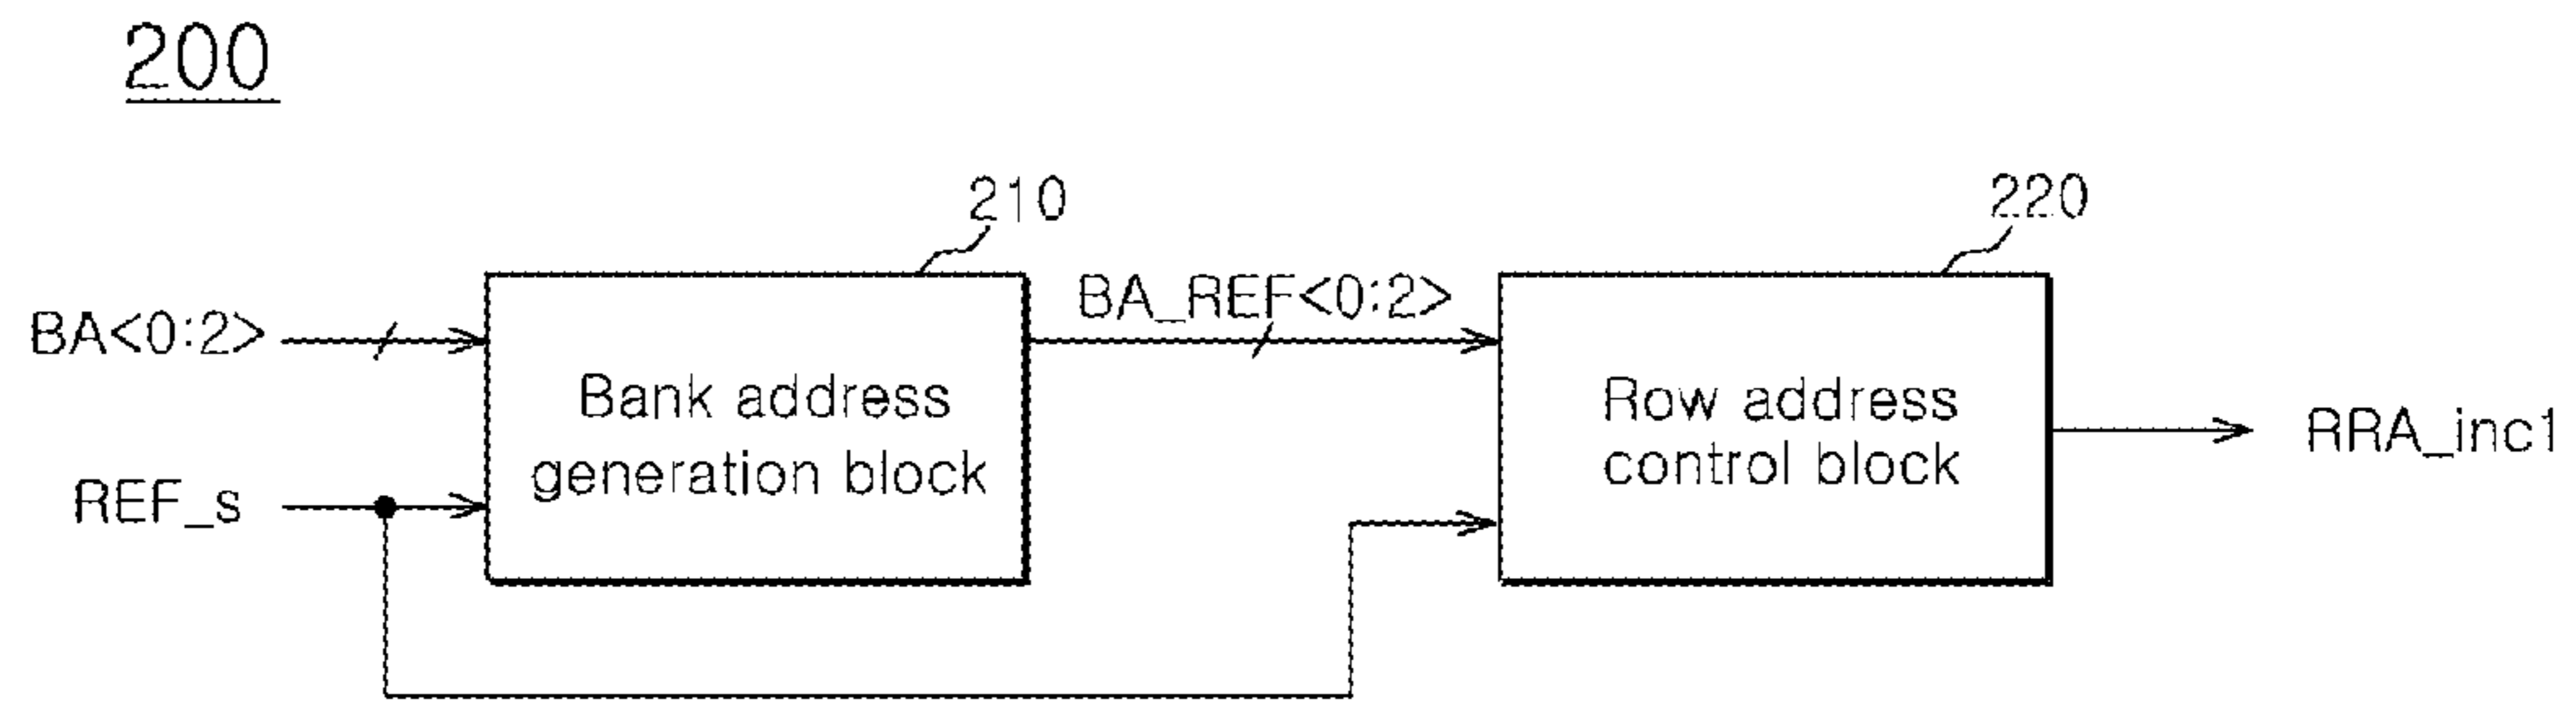 200
210
220
BA<0:2>
BA_REF<0:2>
Bank address
generation block
Row address
control block
RRA_inc1
REF_s